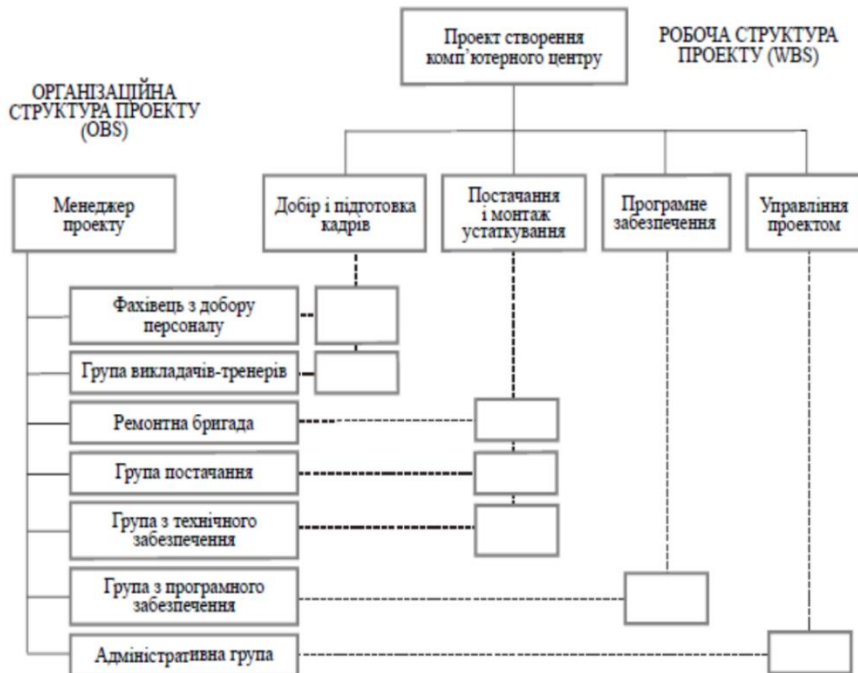 Проект створення
комп’ютерного центру
РОБОЧА СТРУКТУРА
ПРОЕКТУ (WBS)
ОРГАНІЗАЦІЙНА
СТРУКТУРА ПРОЕКТУ
(OBS)
Менеджер
проекту
Добір і підготовка
кадрів
Постачання
і монтаж
устаткування
Програмне
забезпечення
Управління
проектом
Фахівець з добору
персоналу
Група викладачів-тренерів
Ремонтна бригада
Група постачання
Група з технічного
забезпечення
Група з програмного
забезпечення
Адміністративна група